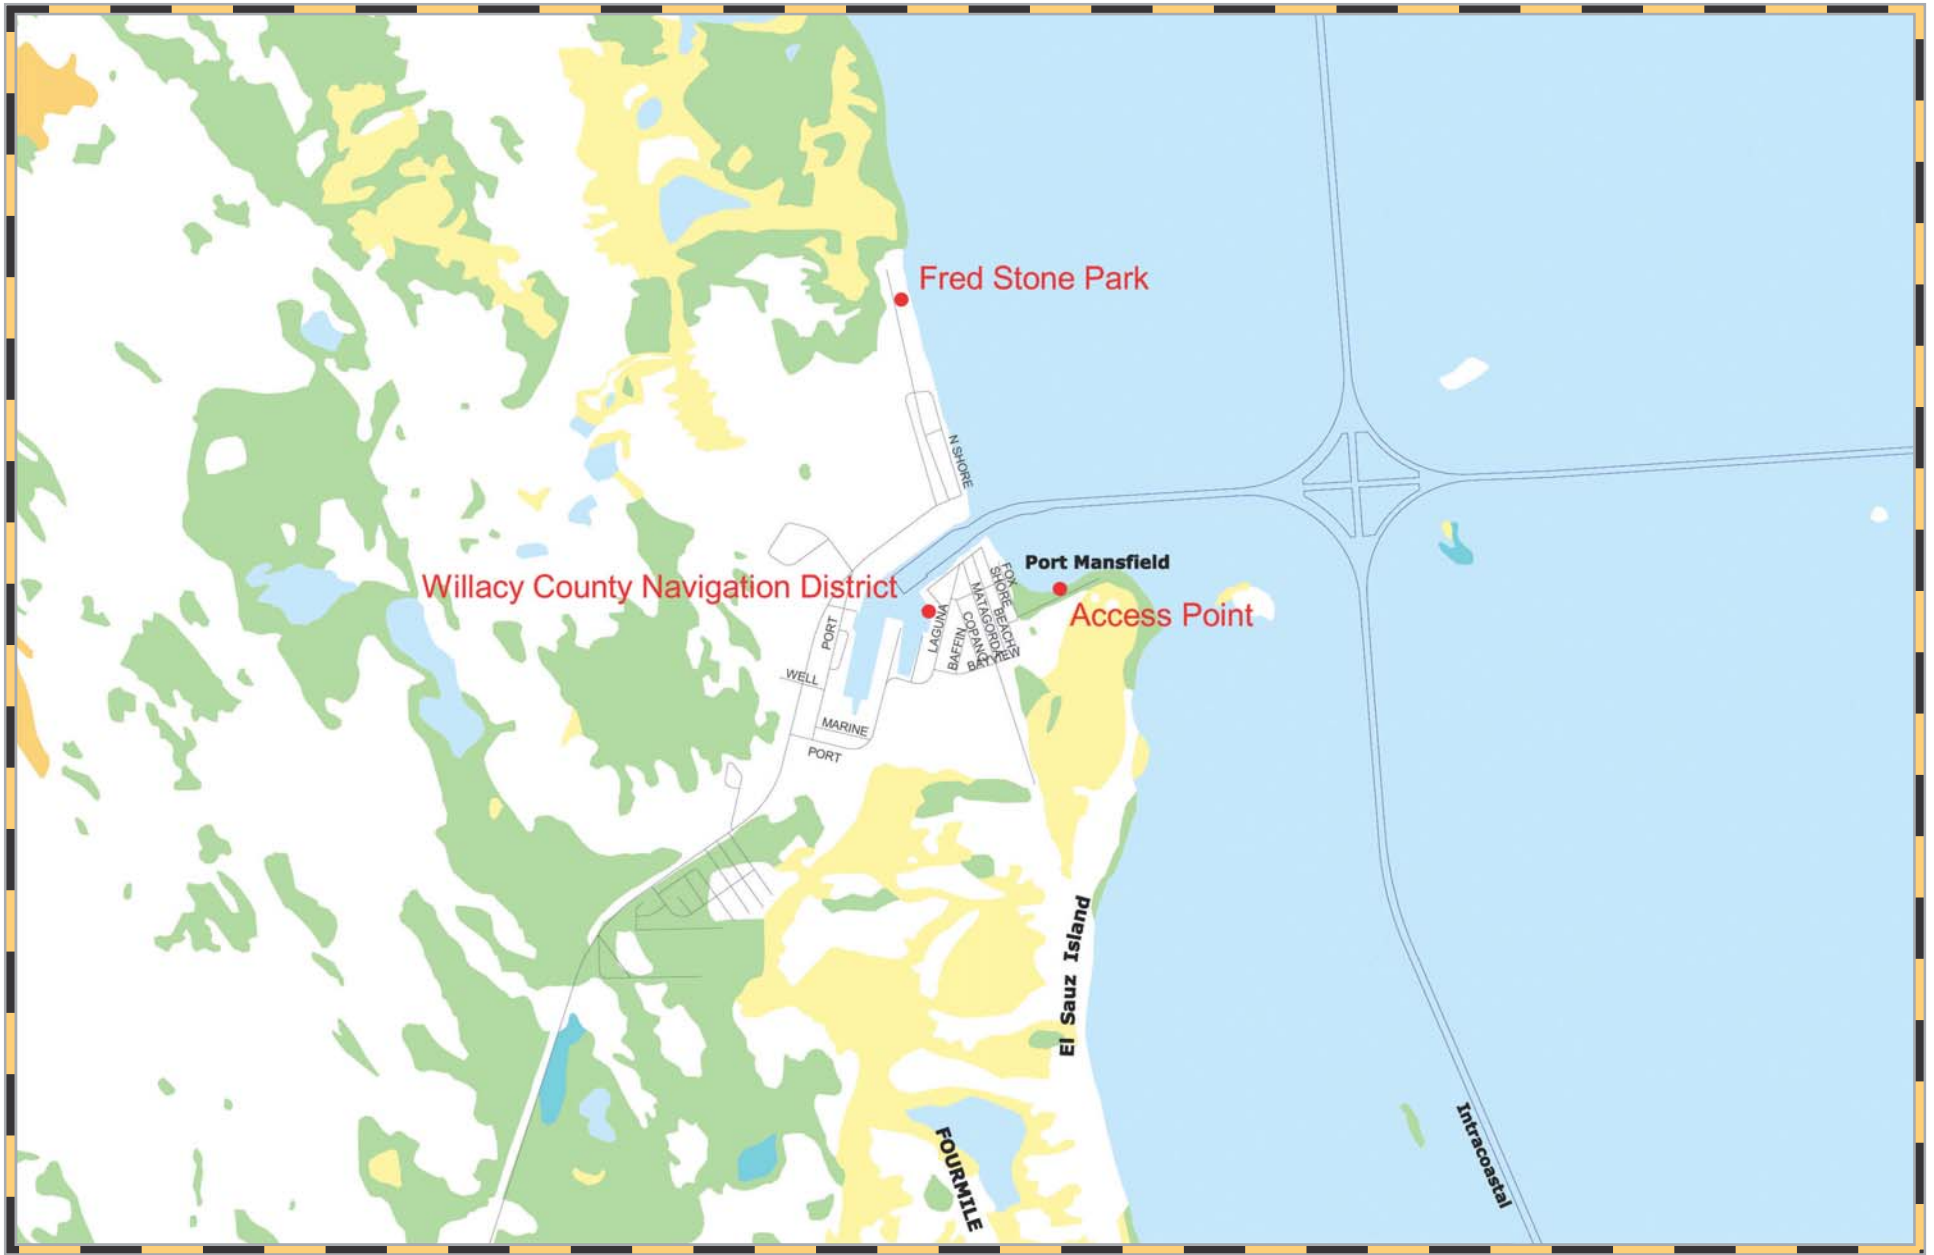 Fred Stone Park
N SHORE
Port Mansfield
FOX
SHORE
Willacy County Navigation District
Access Point
MATAGORDA
BEACH
COPANO
LAGUNA
BAFFIN
BAYVIEW
PORT
WELL
MARINE
PORT
El Sauz Island
Intracoastal
FOURMILE